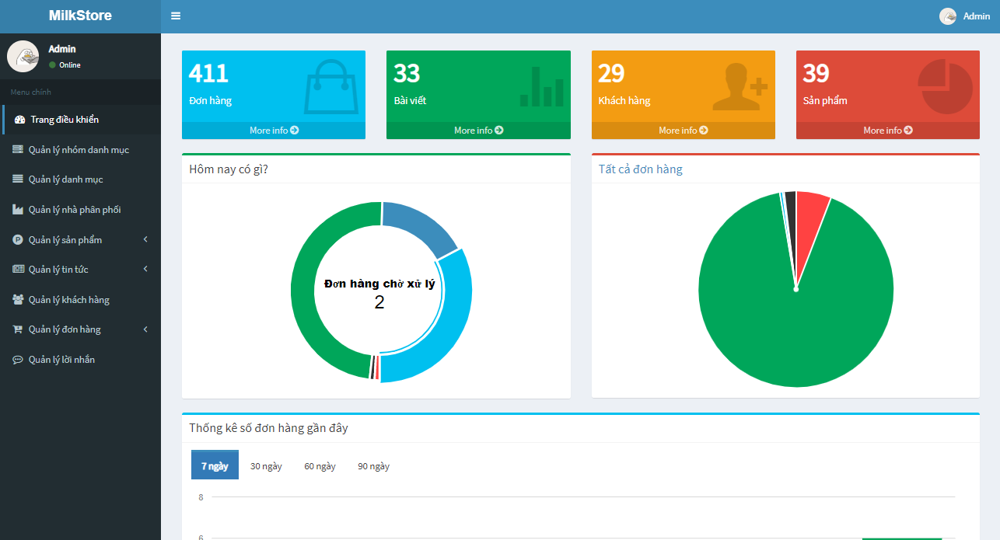 MilkStore
Admin
Admin
Online
Menu chính
Trang điều khiển
Quản lý nhóm danh mục
Quản lý danh mục
Quản lý nhà phân phối
Quản lý sản phẩm
Quản lý tin tức
Quản lý khách hàng
Quản lý đơn hàng
Quản lý lời nhắn
411
Đơn hàng
More info
33
Bài viết
More info
29
Khách hàng
More info
39
Sản phẩm
More info
Hôm nay có gì?
Đơn hàng chờ xử lý
2
Tất cả đơn hàng
Thống kê số đơn hàng gần đây
7 ngày 30 ngày 60 ngày 90 ngày
8
6